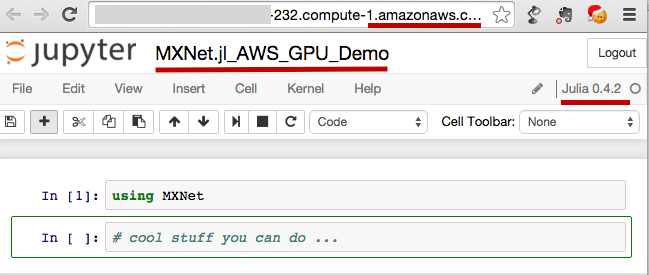 -232.compute-1.amazonaws.c...
jupyter MXNet.jl_AWS_GPU_Demo Logout
File Edit View Insert Cell Kernel Help Julia 0.4.2
Code Cell Toolbar: None
In [1]: using MXNet
In [ ]: # cool stuff you can do ...